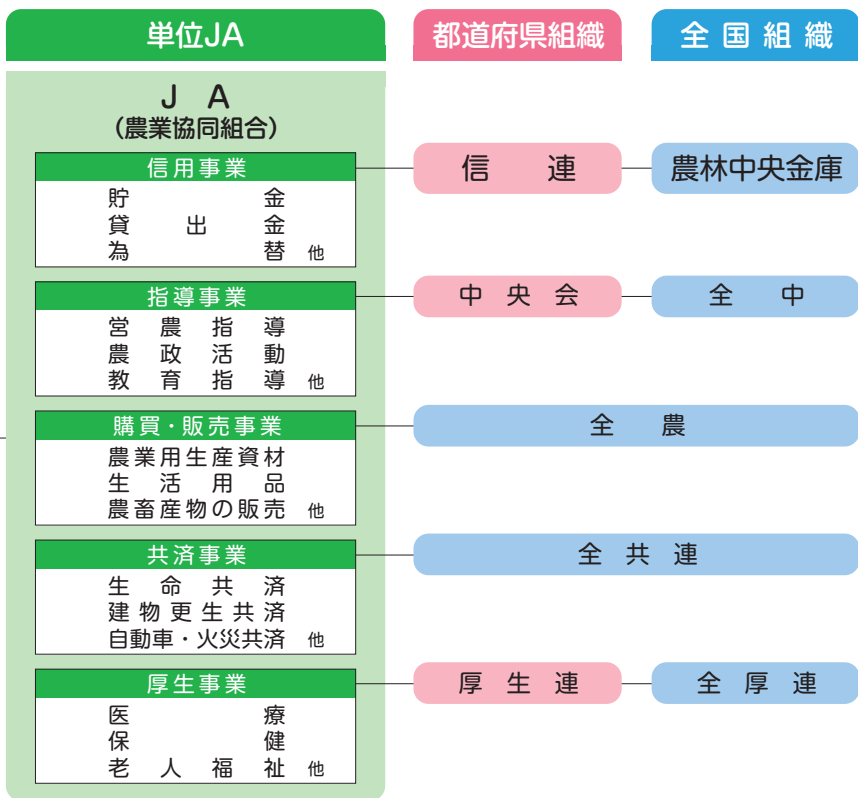 単位JA
都道府県組織
全国組織
JA
(農業協同組合)
信用事業
貯金
貸出金
為替 他
信連
農林中央金庫
指導事業
営農指導
農政活動
教育指導 他
中央会
全中
購買・販売事業
農業用生産資材
生活用品
農畜産物の販売 他
全農
共済事業
生命共済
建物更生共済
自動車・火災共済 他
全共連
厚生事業
医療
保健
老人福祉 他
厚生連
全厚連